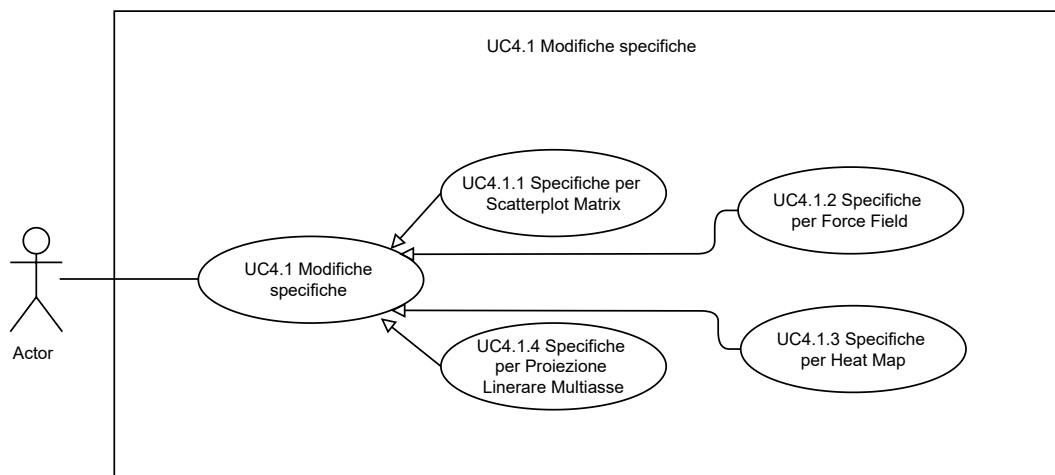 UC4.1 Modifiche specifiche
UC4.1.1 Specifiche per
Scatterplot Matrix
UC4.1.2 Specifiche
per Force Field
UC4.1 Modifiche
specifiche
Actor
UC4.1.4 Specifiche
per Proiezione
Linerare Multiasse
UC4.1.3 Specifiche
per Heat Map